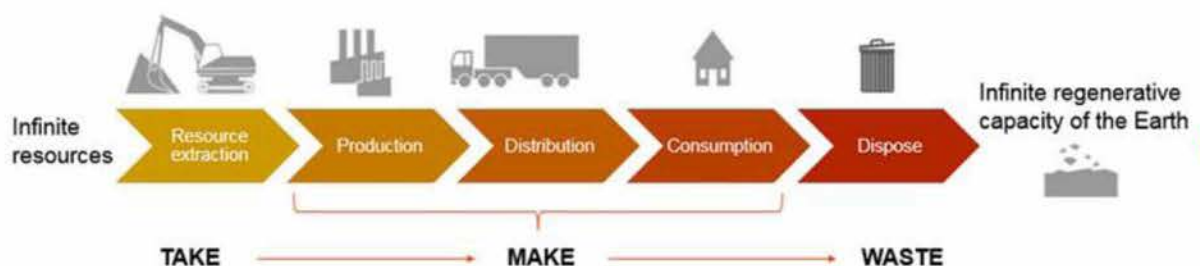 Infinite
resources
Resource
extraction
Production
Distribution
Consumption
Dispose
Infinite regenerative
capacity of the Earth
TAKE
MAKE
WASTE